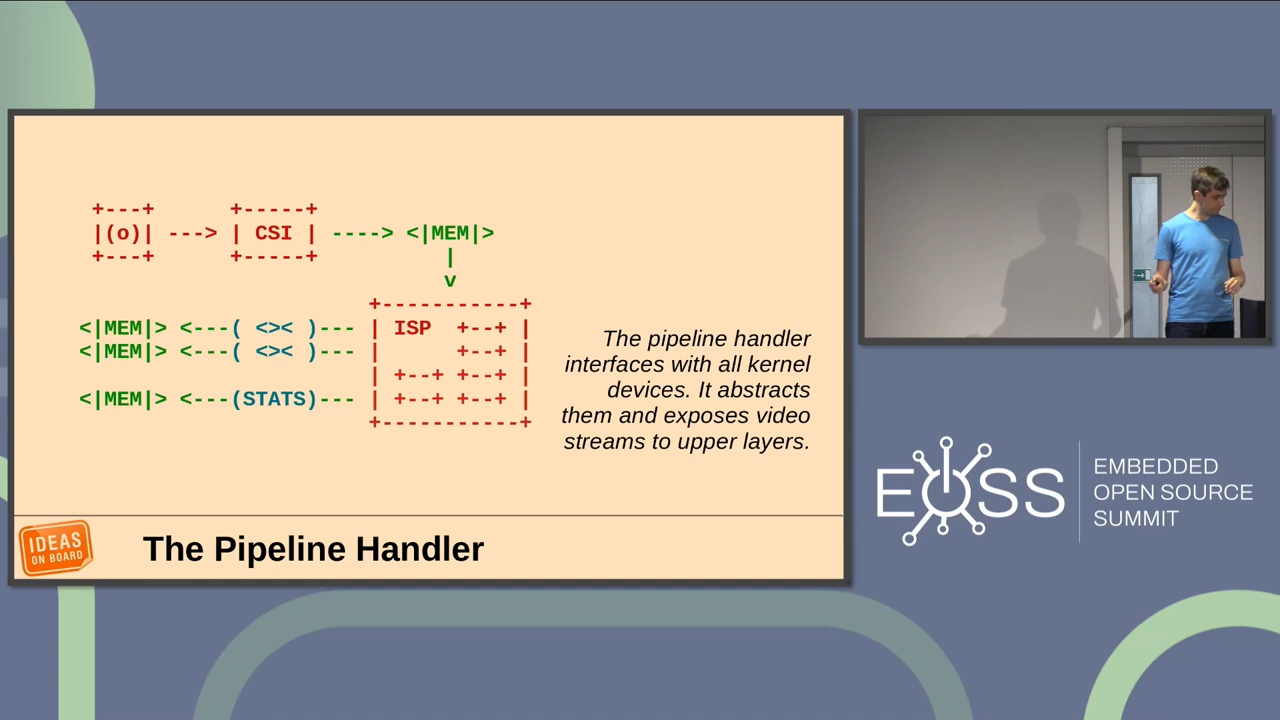 +---+      +-----+
|(o)| ---> | CSI | ----> <|MEM|>
+---+      +-----+          |
                            v
                      +-----------+
<|MEM|> <---( <>< )--- | ISP  +--+ |
<|MEM|> <---( <>< )--- |      +--+ |
                       | +--+ +--+ |
<|MEM|> <---(STATS)--- | +--+ +--+ |
                      +-----------+
The pipeline handler
interfaces with all kernel
devices. It abstracts
them and exposes video
streams to upper layers.
IDEAS
ON BOARD
The Pipeline Handler
EOSS
EMBEDDED
OPEN SOURCE
SUMMIT